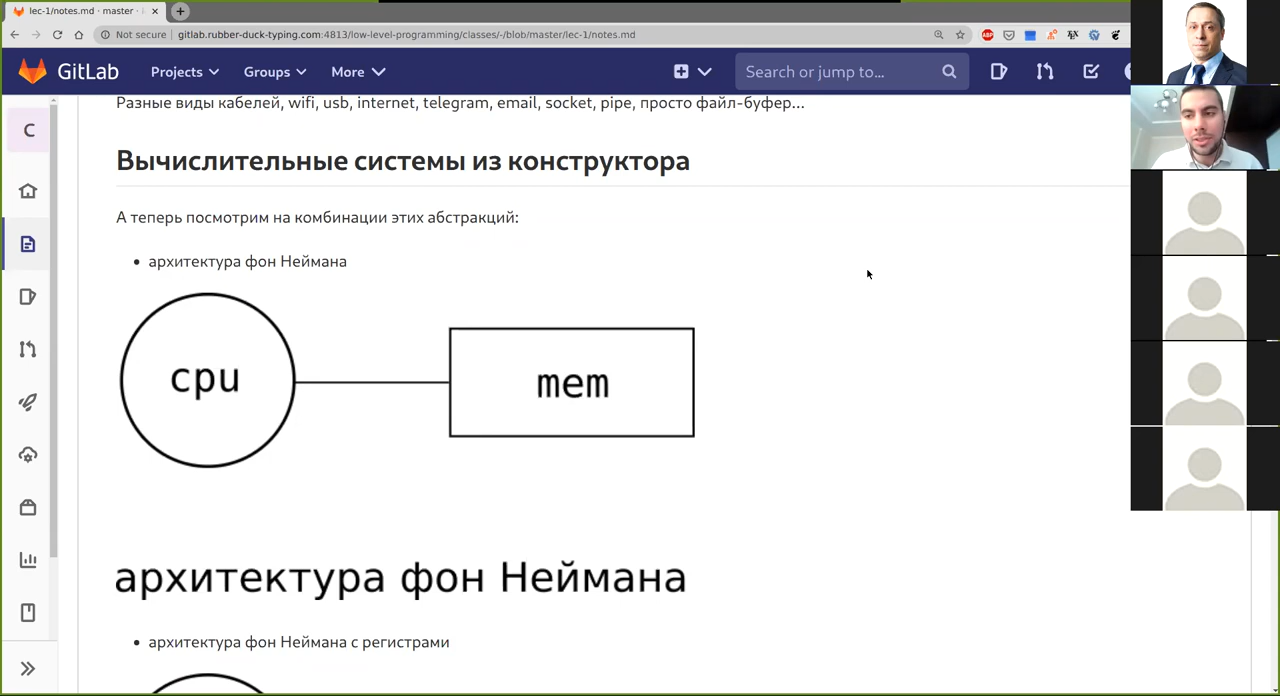 lec-1/notes.md · master ·
Not secure
gitlab.rubber-duck-typing.com:4813/low-level-programming/classes/-/blob/master/lec-1/notes.md
ABP
GitLab
Projects
Groups
More
Search or jump to...
C
Разные виды кабелей, wifi, usb, internet, telegram, email, socket, pipe, просто файл-буфер...
Вычислительные системы из конструктора
А теперь посмотрим на комбинации этих абстракций:
• архитектура фон Неймана
cpu
mem
архитектура фон Неймана
• архитектура фон Неймана с регистрами